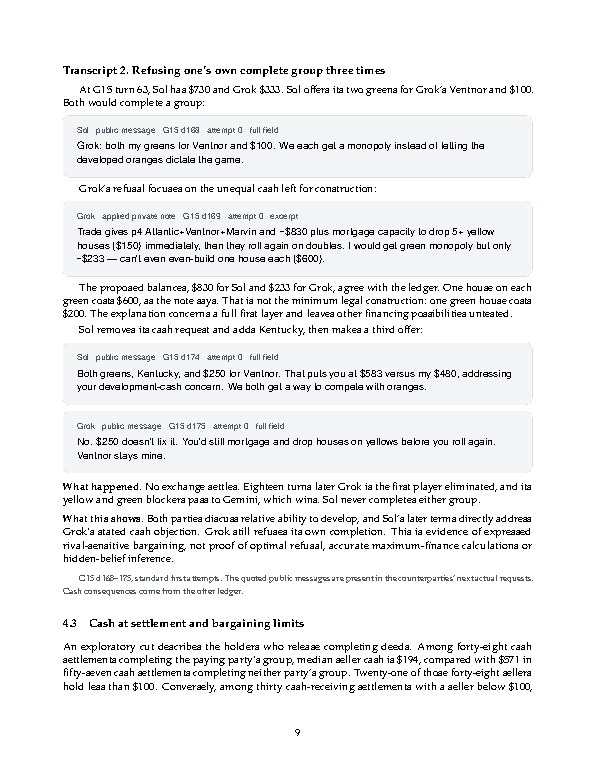 Transcript 2. Refusing one's own complete group three times
At G15 turn 63, Sol has $730 and Grok $333. Sol offers its two greens for Grok's Ventnor and $100.
Both would complete a group:
Sol public message G15 d168 attempt 0 full field
Grok: both my greens for Ventnor and $100. We each get a monopoly instead of letting the
developed oranges dictate the game.
Grok's refusal focuses on the unequal cash left for construction:
Grok applied private note G15 d169 attempt 0 excerpt
Trade gives p4 Atlantic+Ventnor+Marvin and ~$830 plus mortgage capacity to drop 5+ yellow
houses ($150) immediately, then they roll again on doubles. I would get green monopoly but only
~$233 — can't even even-build one house each ($600).
The proposed balances, $830 for Sol and $233 for Grok, agree with the ledger. One house on each
green costs $600, as the note says. That is not the minimum legal construction: one green house costs
$200. The explanation concerns a full first layer and leaves other financing possibilities untested.
Sol removes its cash request and adds Kentucky, then makes a third offer:
Sol public message G15 d174 attempt 0 full field
Both greens, Kentucky, and $250 for Ventnor. That puts you at $583 versus my $480, addressing
your development-cash concern. We both get a way to compete with oranges.
Grok public message G15 d175 attempt 0 full field
No. $250 doesn't fix it. You'd still mortgage and drop houses on yellows before you roll again.
Ventnor stays mine.
What happened. No exchange settles. Eighteen turns later Grok is the first player eliminated, and its
yellow and green blockers pass to Gemini, which wins. Sol never completes either group.
What this shows. Both parties discuss relative ability to develop, and Sol's later terms directly address
Grok's stated cash objection. Grok still refuses its own completion. This is evidence of expressed
rival-sensitive bargaining, not proof of optimal refusal, accurate maximum-finance calculations or
hidden-belief inference.
G15 d168–175, standard first attempts. The quoted public messages are present in the counterparties' next actual requests.
Cash consequences come from the offer ledger.
4.3 Cash at settlement and bargaining limits
An exploratory cut describes the holders who release completing deeds. Among forty-eight cash
settlements completing the paying party's group, median seller cash is $194, compared with $571 in
fifty-seven cash settlements completing neither party's group. Twenty-one of those forty-eight sellers
hold less than $100. Conversely, among thirty cash-receiving settlements with a seller below $100,
9